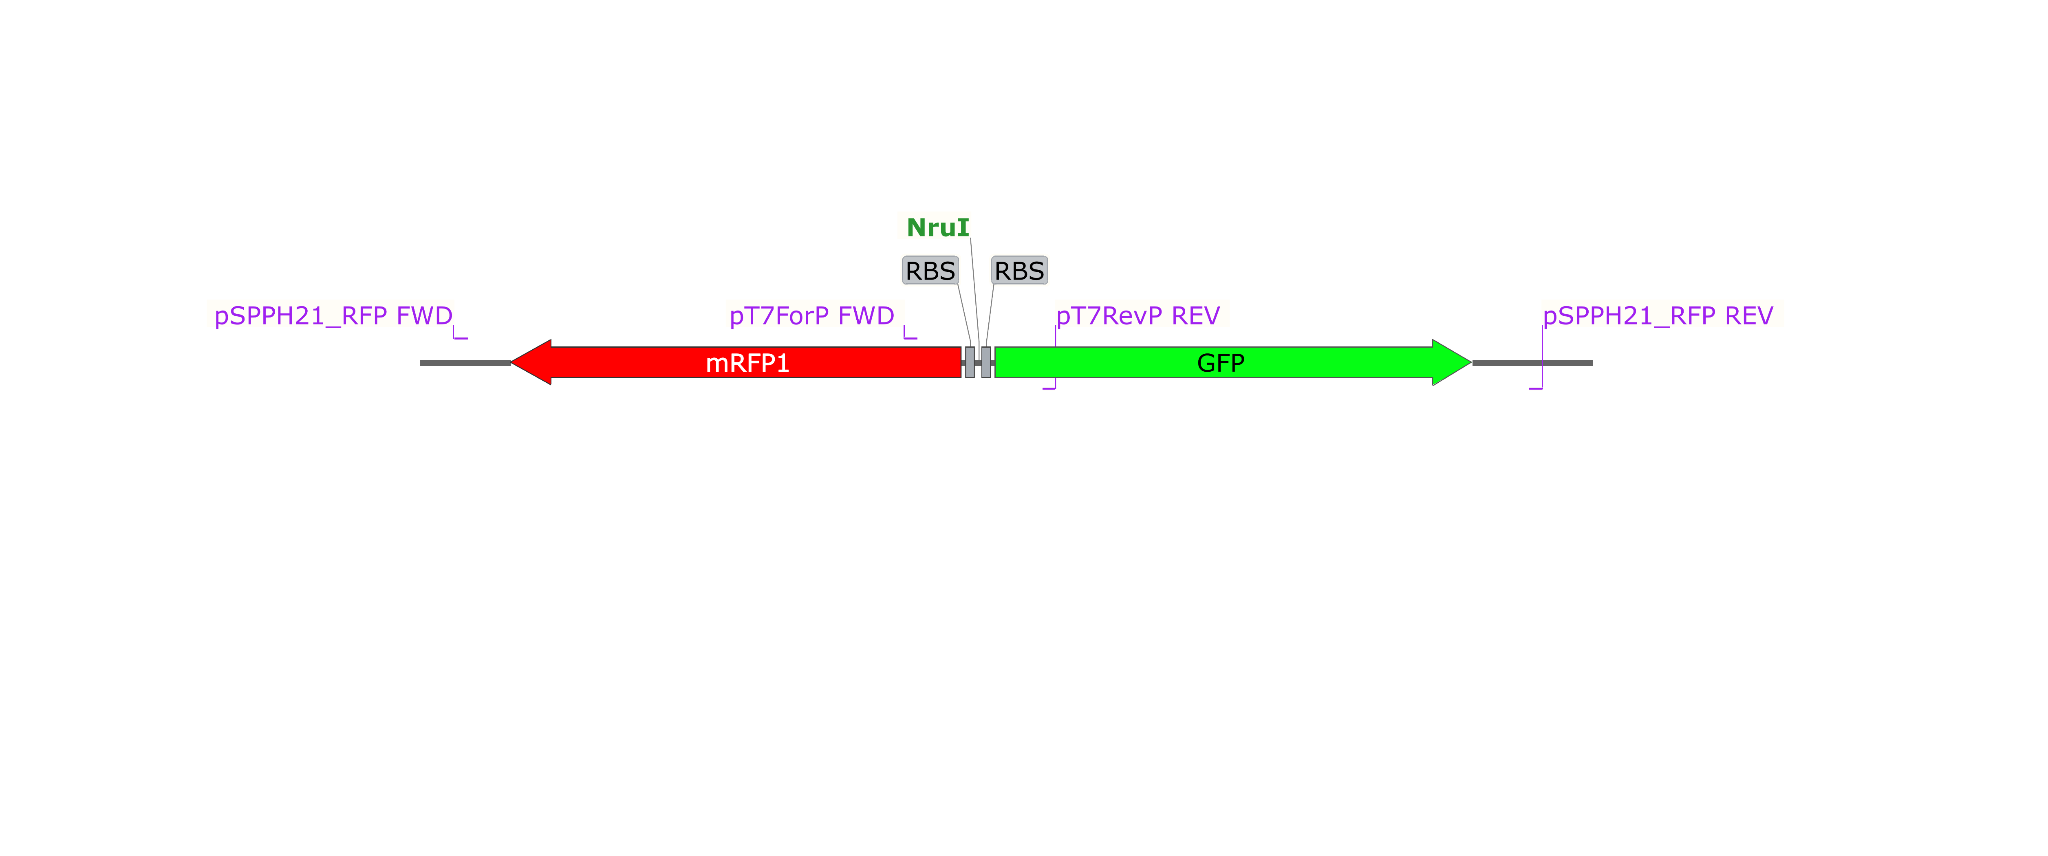 NruI
RBS RBS
pSPPH21_RFP FWD pT7ForP FWD pT7RevP REV pSPPH21_RFP REV
mRFP1 GFP